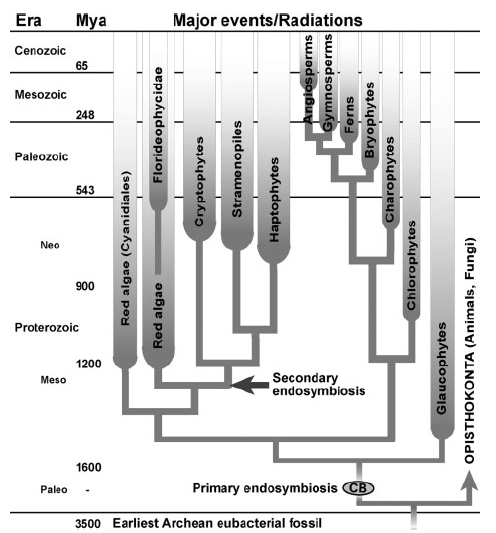 Era Mya Major events/Radiations
Cenozoic
65
Mesozoic
248
Paleozoic
543
Neo
900
Proterozoic
1200
Meso
1600
Paleo -
3500 Earliest Archean eubacterial fossil
Red algae (Cyanidiales)
Florideophycidae
Red algae
Cryptophytes
Stramenopiles
Haptophytes
Angiosperms
Gymnosperms
Ferns
Bryophytes
Charophytes
Chlorophytes
Glaucophytes
OPISTHOKONTA (Animals, Fungi)
Secondary
endosymbiosis
Primary endosymbiosis CB